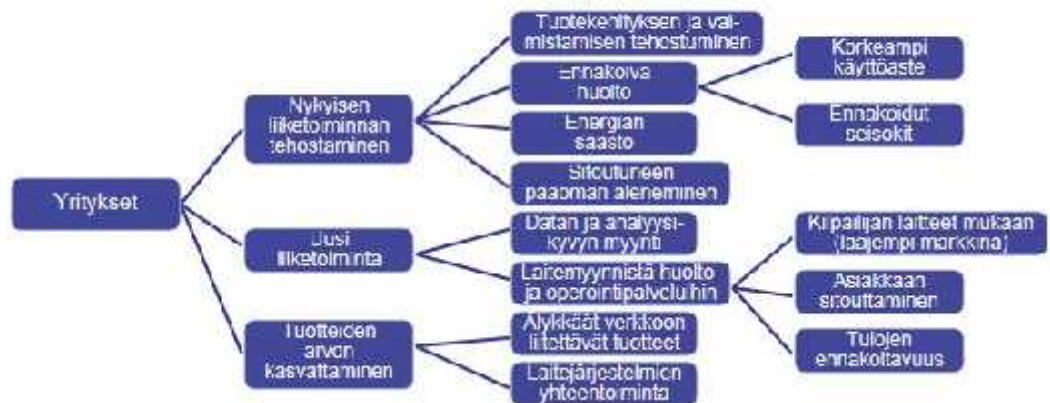 Yritykset
Nykyisen
liiketoiminnan
tehostaminen
Tuotekehityksen ja val-
mistamisen tehostuminen
Ennakoiva
huolto
Korkeampi
käyttöaste
Ennakoidut
seisokit
Energian
säästö
Sitoutuneen
pääoman aleneminen
Uusi
liiketoiminta
Datan ja analyysi-
kyvyn myynti
Laitemyynnistä huolto
ja operointipalveluihin
Kilpailijan laitteet mukaan
(laajempi markkina)
Asiakkaan
sitouttaminen
Tulojen
ennakoitavuus
Tuotteiden
arvon
kasvattaminen
Älykkäät verkkoon
liitettävät tuotteet
Laitejärjestelmien
yhteentoiminta